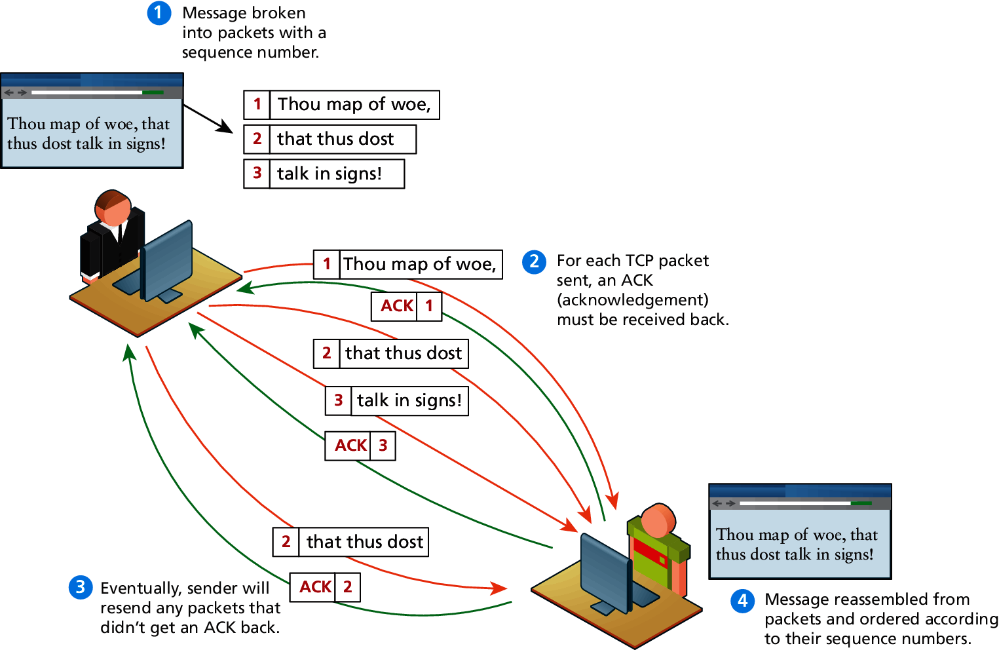 1 Message broken
into packets with a
sequence number.
Thou map of woe, that
thus dost talk in signs!
1 Thou map of woe,
2 that thus dost
3 talk in signs!
1 Thou map of woe,
ACK 1
2 For each TCP packet
sent, an ACK
(acknowledgement)
must be received back.
2 that thus dost
3 talk in signs!
ACK 3
2 that thus dost
ACK 2
3 Eventually, sender will
resend any packets that
didn’t get an ACK back.
Thou map of woe, that
thus dost talk in signs!
4 Message reassembled from
packets and ordered according
to their sequence numbers.